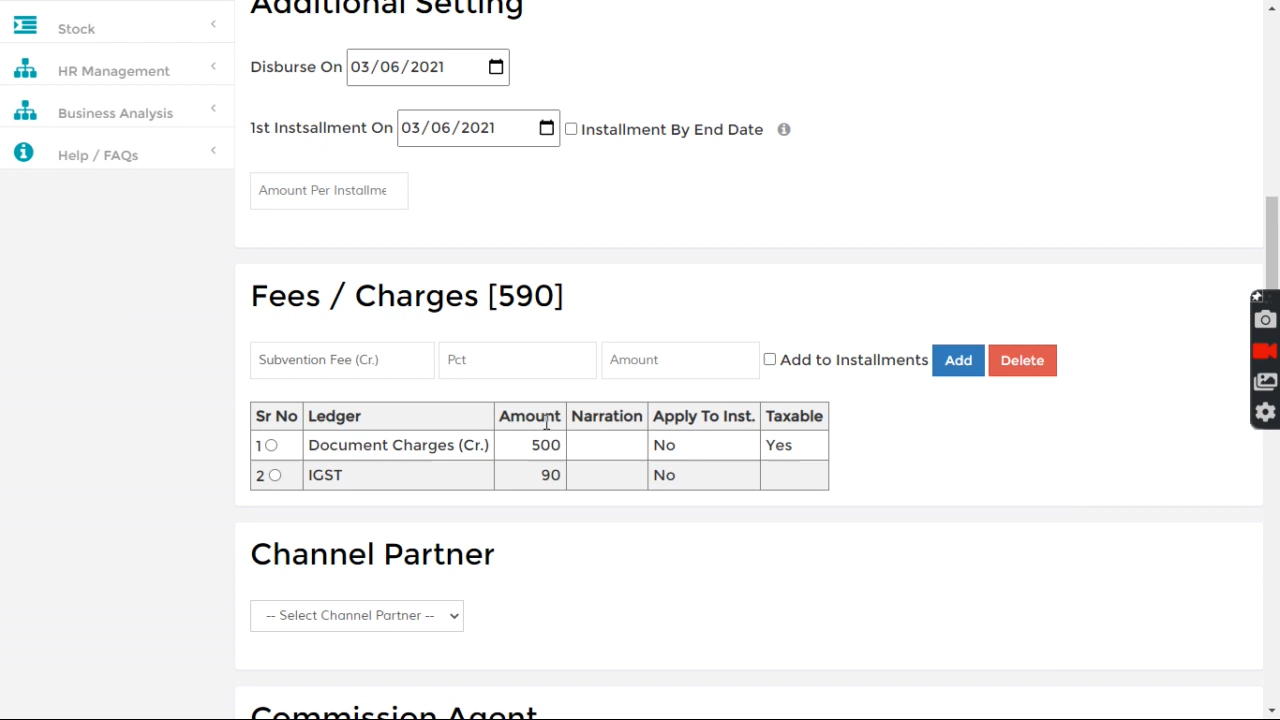 Stock
HR Management
Business Analysis
Help / FAQs
Additional Setting
Disburse On 03/06/2021
1st Instsallment On 03/06/2021 Installment By End Date
Amount Per Installme
Fees / Charges [590]
Subvention Fee (Cr.) Pct Amount Add to Installments Add Delete
Sr No Ledger Amount Narration Apply To Inst. Taxable
1 Document Charges (Cr.) 500 No Yes
2 IGST 90 No
Channel Partner
-- Select Channel Partner --
Commission Agent